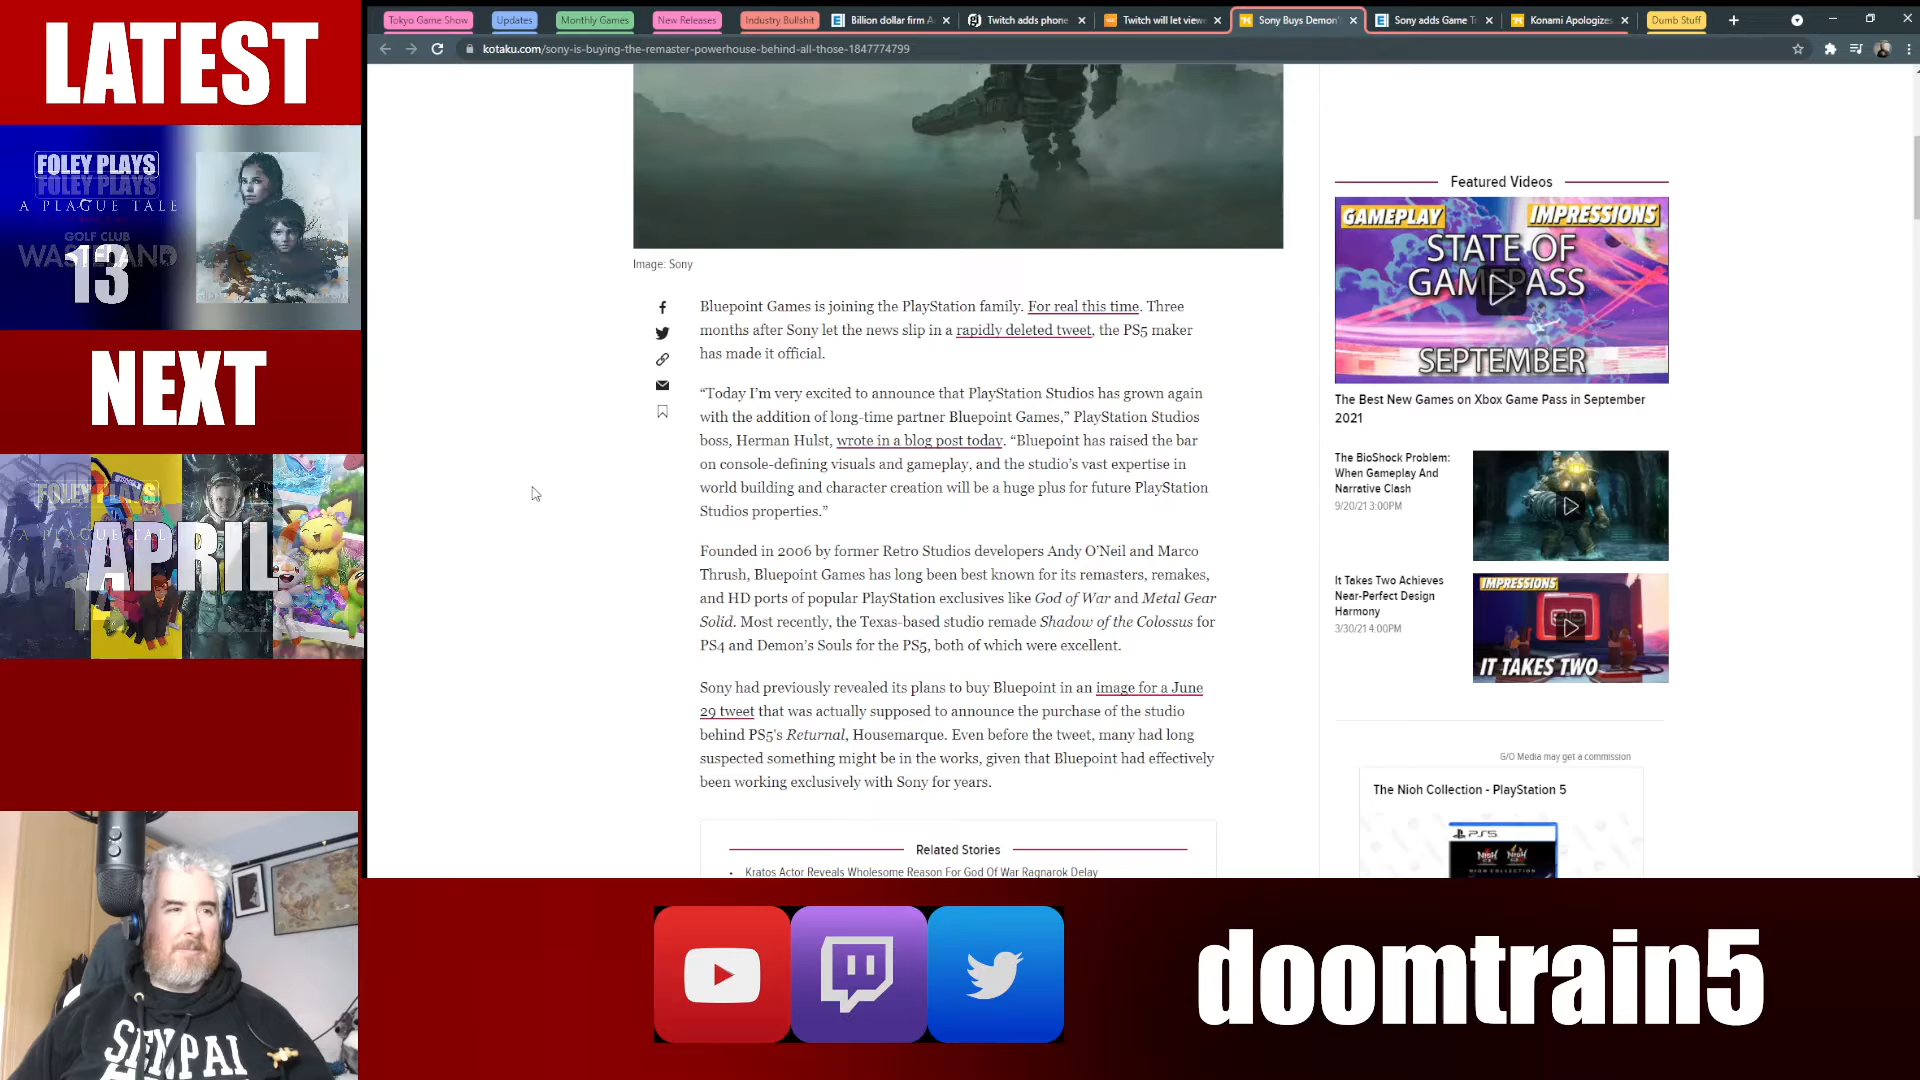 LATEST
FOLEY PLAYS
FOLEY PLAYS
A PLAGUE TALE
GOLF CLUB
WASTELAND
13
NEXT
FOLEY PLAYS
APRIL
Tokyo Game Show
Updates
Monthly Games
New Releases
Industry Bullshit
Billion dollar firm A
Twitch adds phone
Twitch will let view
Sony Buys Demon'
Sony adds Game T
Konami Apologizes
Dumb Stuff
kotaku.com/sony-is-buying-the-remaster-powerhouse-behind-all-those-1847774799
Image: Sony
Bluepoint Games is joining the PlayStation family. For real this time. Three
months after Sony let the news slip in a rapidly deleted tweet, the PS5 maker
has made it official.
“Today I’m very excited to announce that PlayStation Studios has grown again
with the addition of long-time partner Bluepoint Games,” PlayStation Studios
boss, Herman Hulst, wrote in a blog post today. “Bluepoint has raised the bar
on console-defining visuals and gameplay, and the studio’s vast expertise in
world building and character creation will be a huge plus for future PlayStation
Studios properties.”
Founded in 2006 by former Retro Studios developers Andy O’Neil and Marco
Thrush, Bluepoint Games has long been best known for its remasters, remakes,
and HD ports of popular PlayStation exclusives like God of War and Metal Gear
Solid. Most recently, the Texas-based studio remade Shadow of the Colossus for
PS4 and Demon’s Souls for the PS5, both of which were excellent.
Sony had previously revealed its plans to buy Bluepoint in an image for a June
29 tweet that was actually supposed to announce the purchase of the studio
behind PS5's Returnal, Housemarque. Even before the tweet, many had long
suspected something might be in the works, given that Bluepoint had effectively
been working exclusively with Sony for years.
Related Stories
• Kratos Actor Reveals Wholesome Reason For God Of War Ragnarok Delay
Featured Videos
GAMEPLAY IMPRESSIONS
STATE OF
GAMEPASS
SEPTEMBER
The Best New Games on Xbox Game Pass in September
2021
The BioShock Problem:
When Gameplay And
Narrative Clash
9/20/21 3:00PM
It Takes Two Achieves
Near-Perfect Design
Harmony
3/30/21 4:00PM
IMPRESSIONS
IT TAKES TWO
G/O Media may get a commission
The Nioh Collection - PlayStation 5
PS5
NIOH COLLECTION
SENPAI
doomtrain5